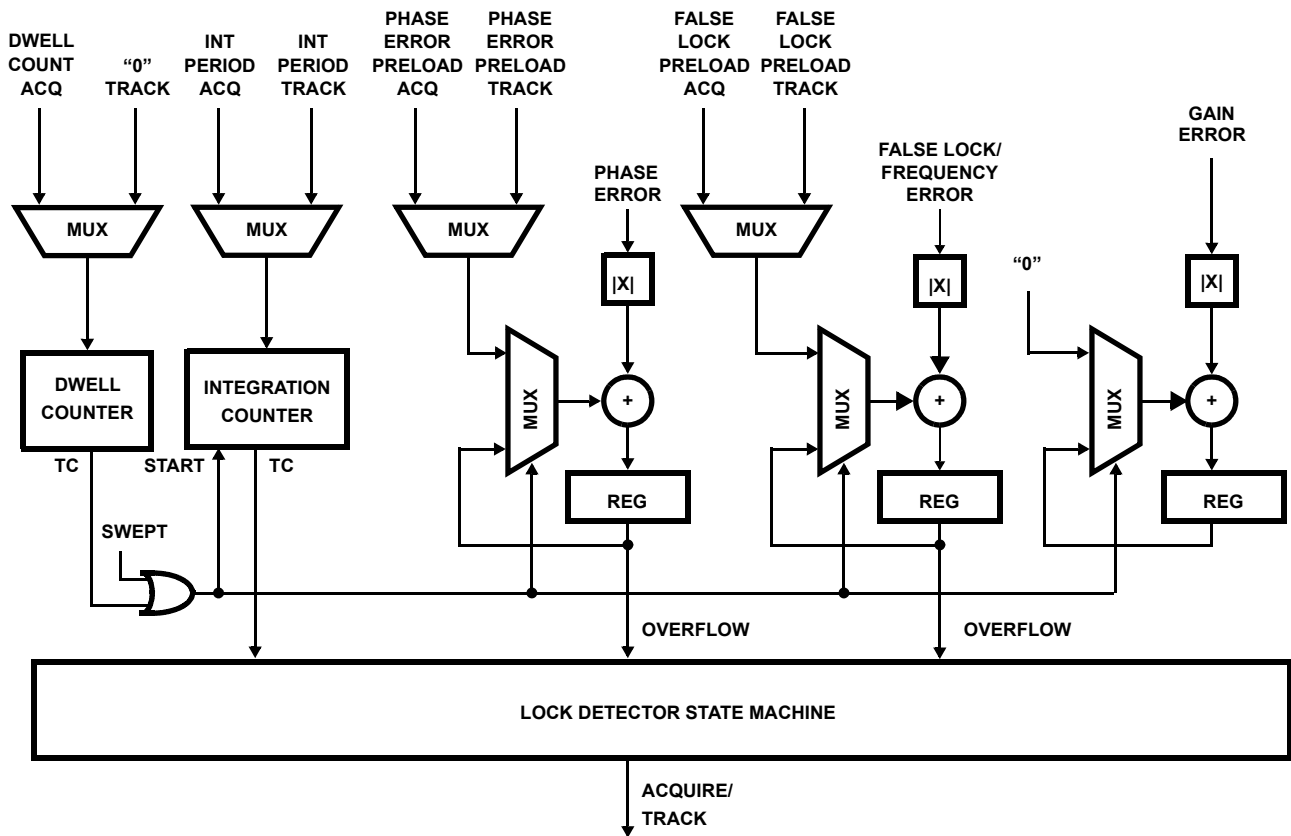 DWELL
COUNT
ACQ
“0”
TRACK
INT
PERIOD
ACQ
INT
PERIOD
TRACK
PHASE
ERROR
PRELOAD
ACQ
PHASE
ERROR
PRELOAD
TRACK
FALSE
LOCK
PRELOAD
ACQ
FALSE
LOCK
PRELOAD
TRACK
PHASE
ERROR
FALSE LOCK/
FREQUENCY
ERROR
GAIN
ERROR
MUX
MUX
MUX
MUX
|X|
|X|
“0”
|X|
DWELL
COUNTER
INTEGRATION
COUNTER
MUX
+
MUX
+
MUX
+
TC
START
TC
REG
REG
REG
SWEPT
OVERFLOW
OVERFLOW
LOCK DETECTOR STATE MACHINE
ACQUIRE/
TRACK